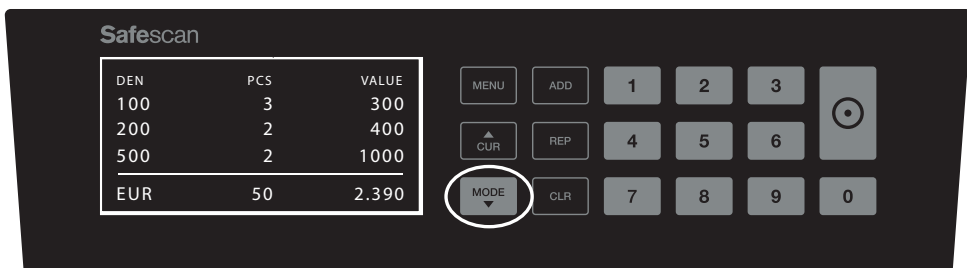 Safescan
DEN PCS VALUE
100 3 300
200 2 400
500 2 1000
EUR 50 2.390
MENU ADD 1 2 3
CUR REP 4 5 6
MODE CLR 7 8 9 0